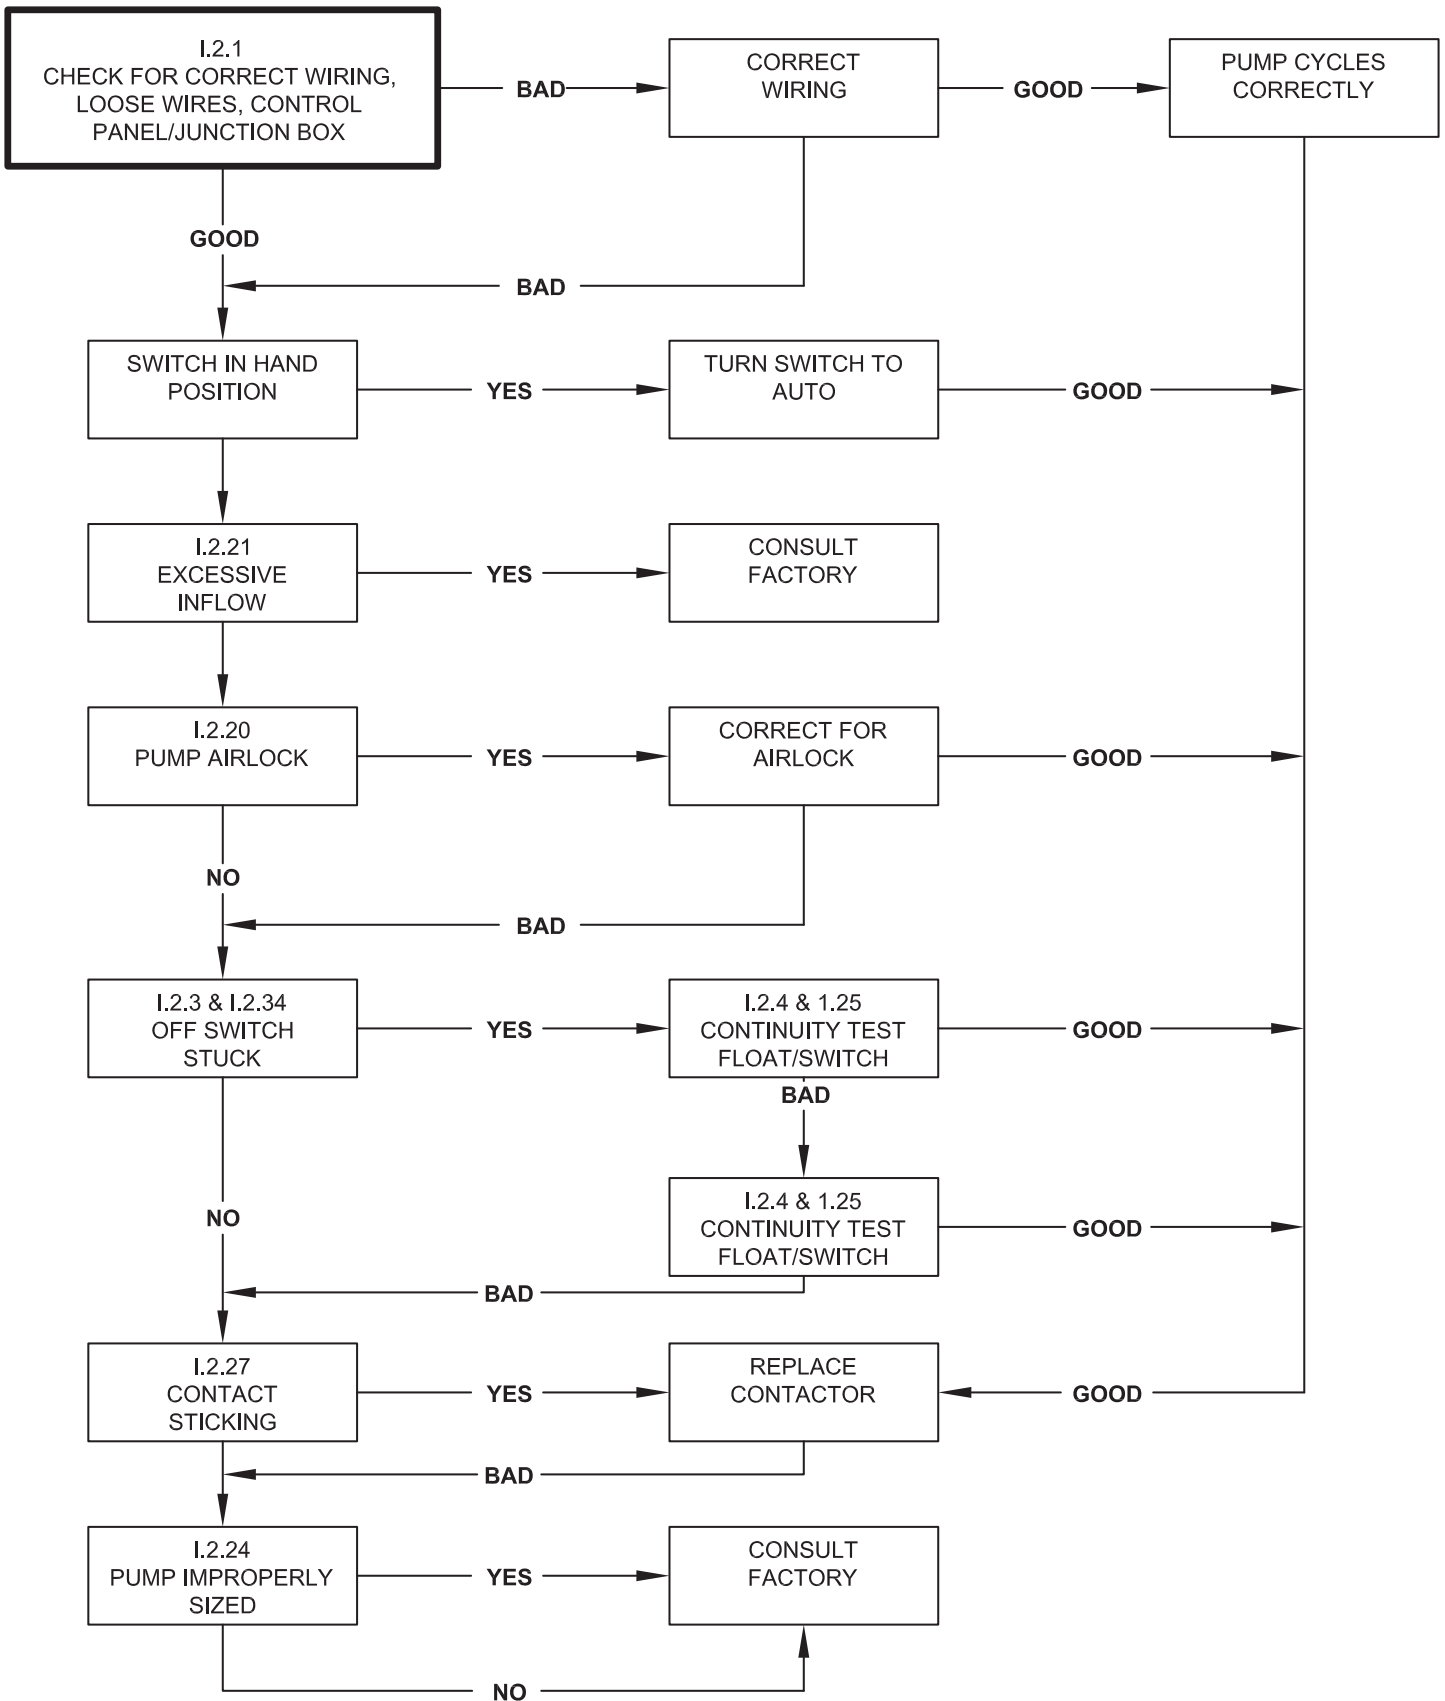 I.2.1
CHECK FOR CORRECT WIRING,
LOOSE WIRES, CONTROL
PANEL/JUNCTION BOX
BAD
CORRECT
WIRING
GOOD
PUMP CYCLES
CORRECTLY
GOOD
BAD
SWITCH IN HAND
POSITION
YES
TURN SWITCH TO
AUTO
GOOD
I.2.21
EXCESSIVE
INFLOW
YES
CONSULT
FACTORY
I.2.20
PUMP AIRLOCK
YES
CORRECT FOR
AIRLOCK
GOOD
NO
BAD
I.2.3 & I.2.34
OFF SWITCH
STUCK
YES
I.2.4 & 1.25
CONTINUITY TEST
FLOAT/SWITCH
GOOD
BAD
NO
I.2.4 & 1.25
CONTINUITY TEST
FLOAT/SWITCH
GOOD
BAD
I.2.27
CONTACT
STICKING
YES
REPLACE
CONTACTOR
GOOD
BAD
I.2.24
PUMP IMPROPERLY
SIZED
YES
CONSULT
FACTORY
NO